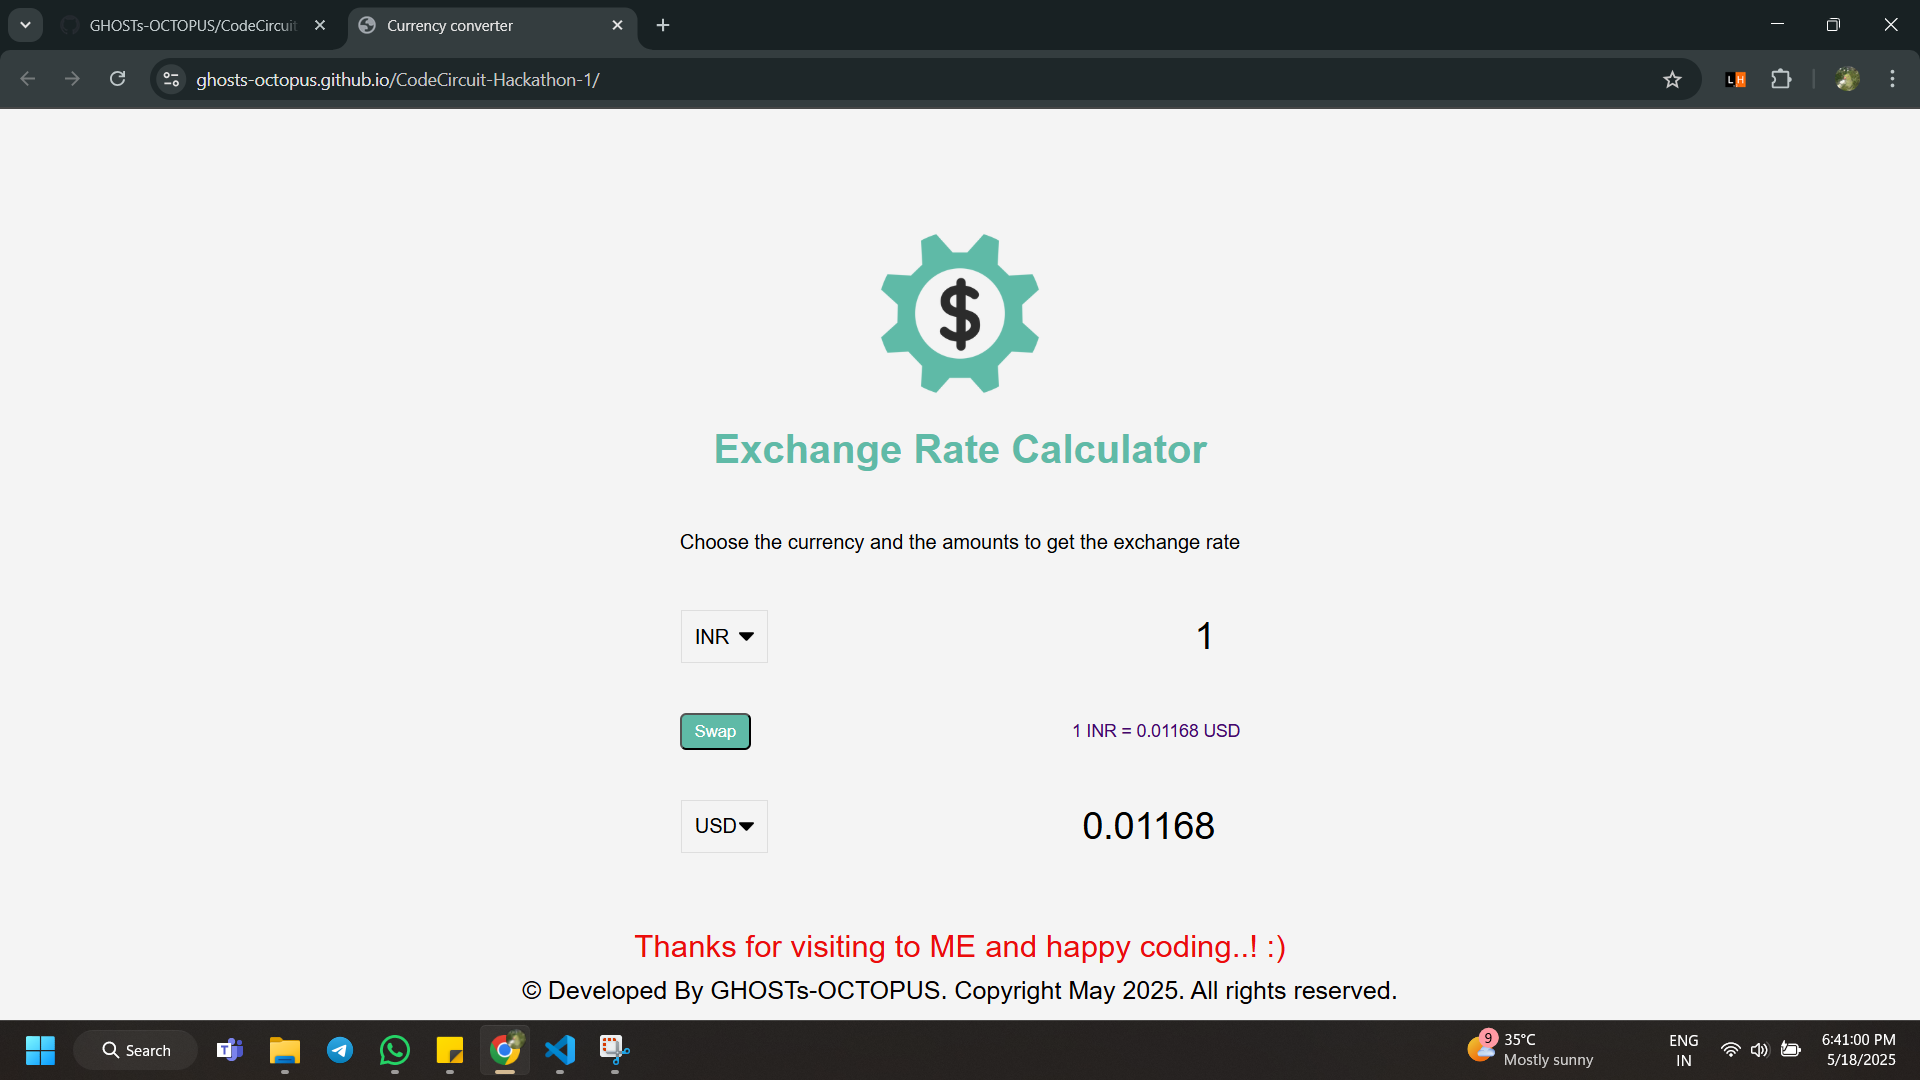 GHOSTs-OCTOPUS/CodeCircuit
Currency converter
ghosts-octopus.github.io/CodeCircuit-Hackathon-1/
L H
$
Exchange Rate Calculator
Choose the currency and the amounts to get the exchange rate
INR
1
Swap
1 INR = 0.01168 USD
USD
0.01168
Thanks for visiting to ME and happy coding..! :)
© Developed By GHOSTs-OCTOPUS. Copyright May 2025. All rights reserved.
Search
T
9
35°C
Mostly sunny
ENG
IN
6:41:00 PM
5/18/2025